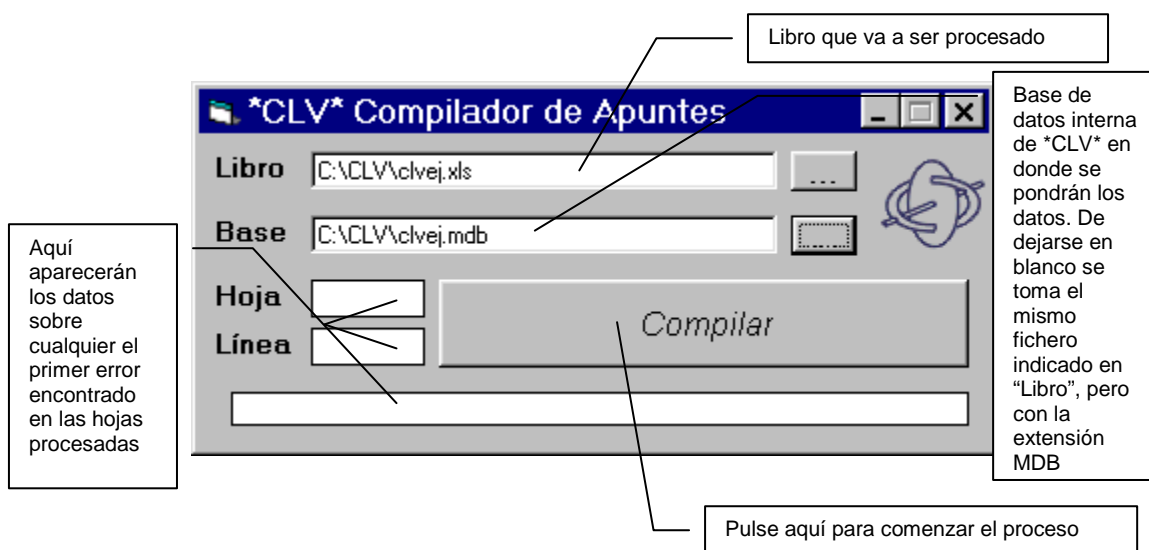 Libro que va a ser procesado
*CLV* Compilador de Apuntes
Libro
C:\CLV\clvej.xls
...
Base
C:\CLV\clvej.mdb
...
Hoja
Línea
Compilar
Aquí
aparecerán
los datos
sobre
cualquier el
primer error
encontrado
en las hojas
procesadas
Base de
datos interna
de *CLV* en
donde se
pondrán los
datos. De
dejarse en
blanco se
toma el
mismo
fichero
indicado en
“Libro”, pero
con la
extensión
MDB
Pulse aquí para comenzar el proceso